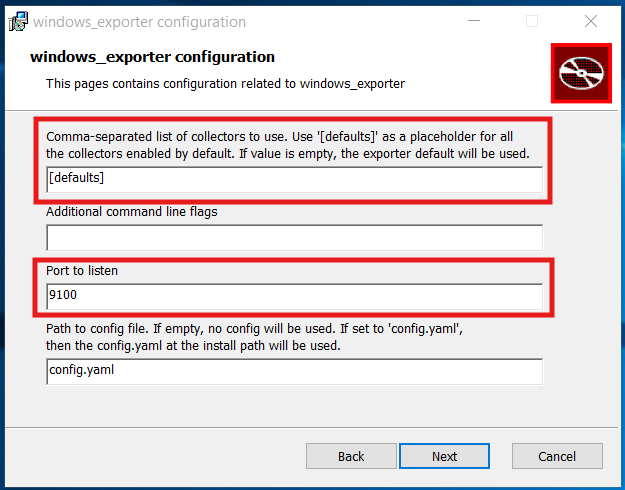 windows_exporter configuration
windows_exporter configuration
This pages contains configuration related to windows_exporter
Comma-separated list of collectors to use. Use '[defaults]' as a placeholder for all
the collectors enabled by default. If value is empty, the exporter default will be used.
[defaults]
Additional command line flags
Port to listen
9100
Path to config file. If empty, no config will be used. If set to 'config.yaml',
then the config.yaml at the install path will be used.
config.yaml
Back
Next
Cancel